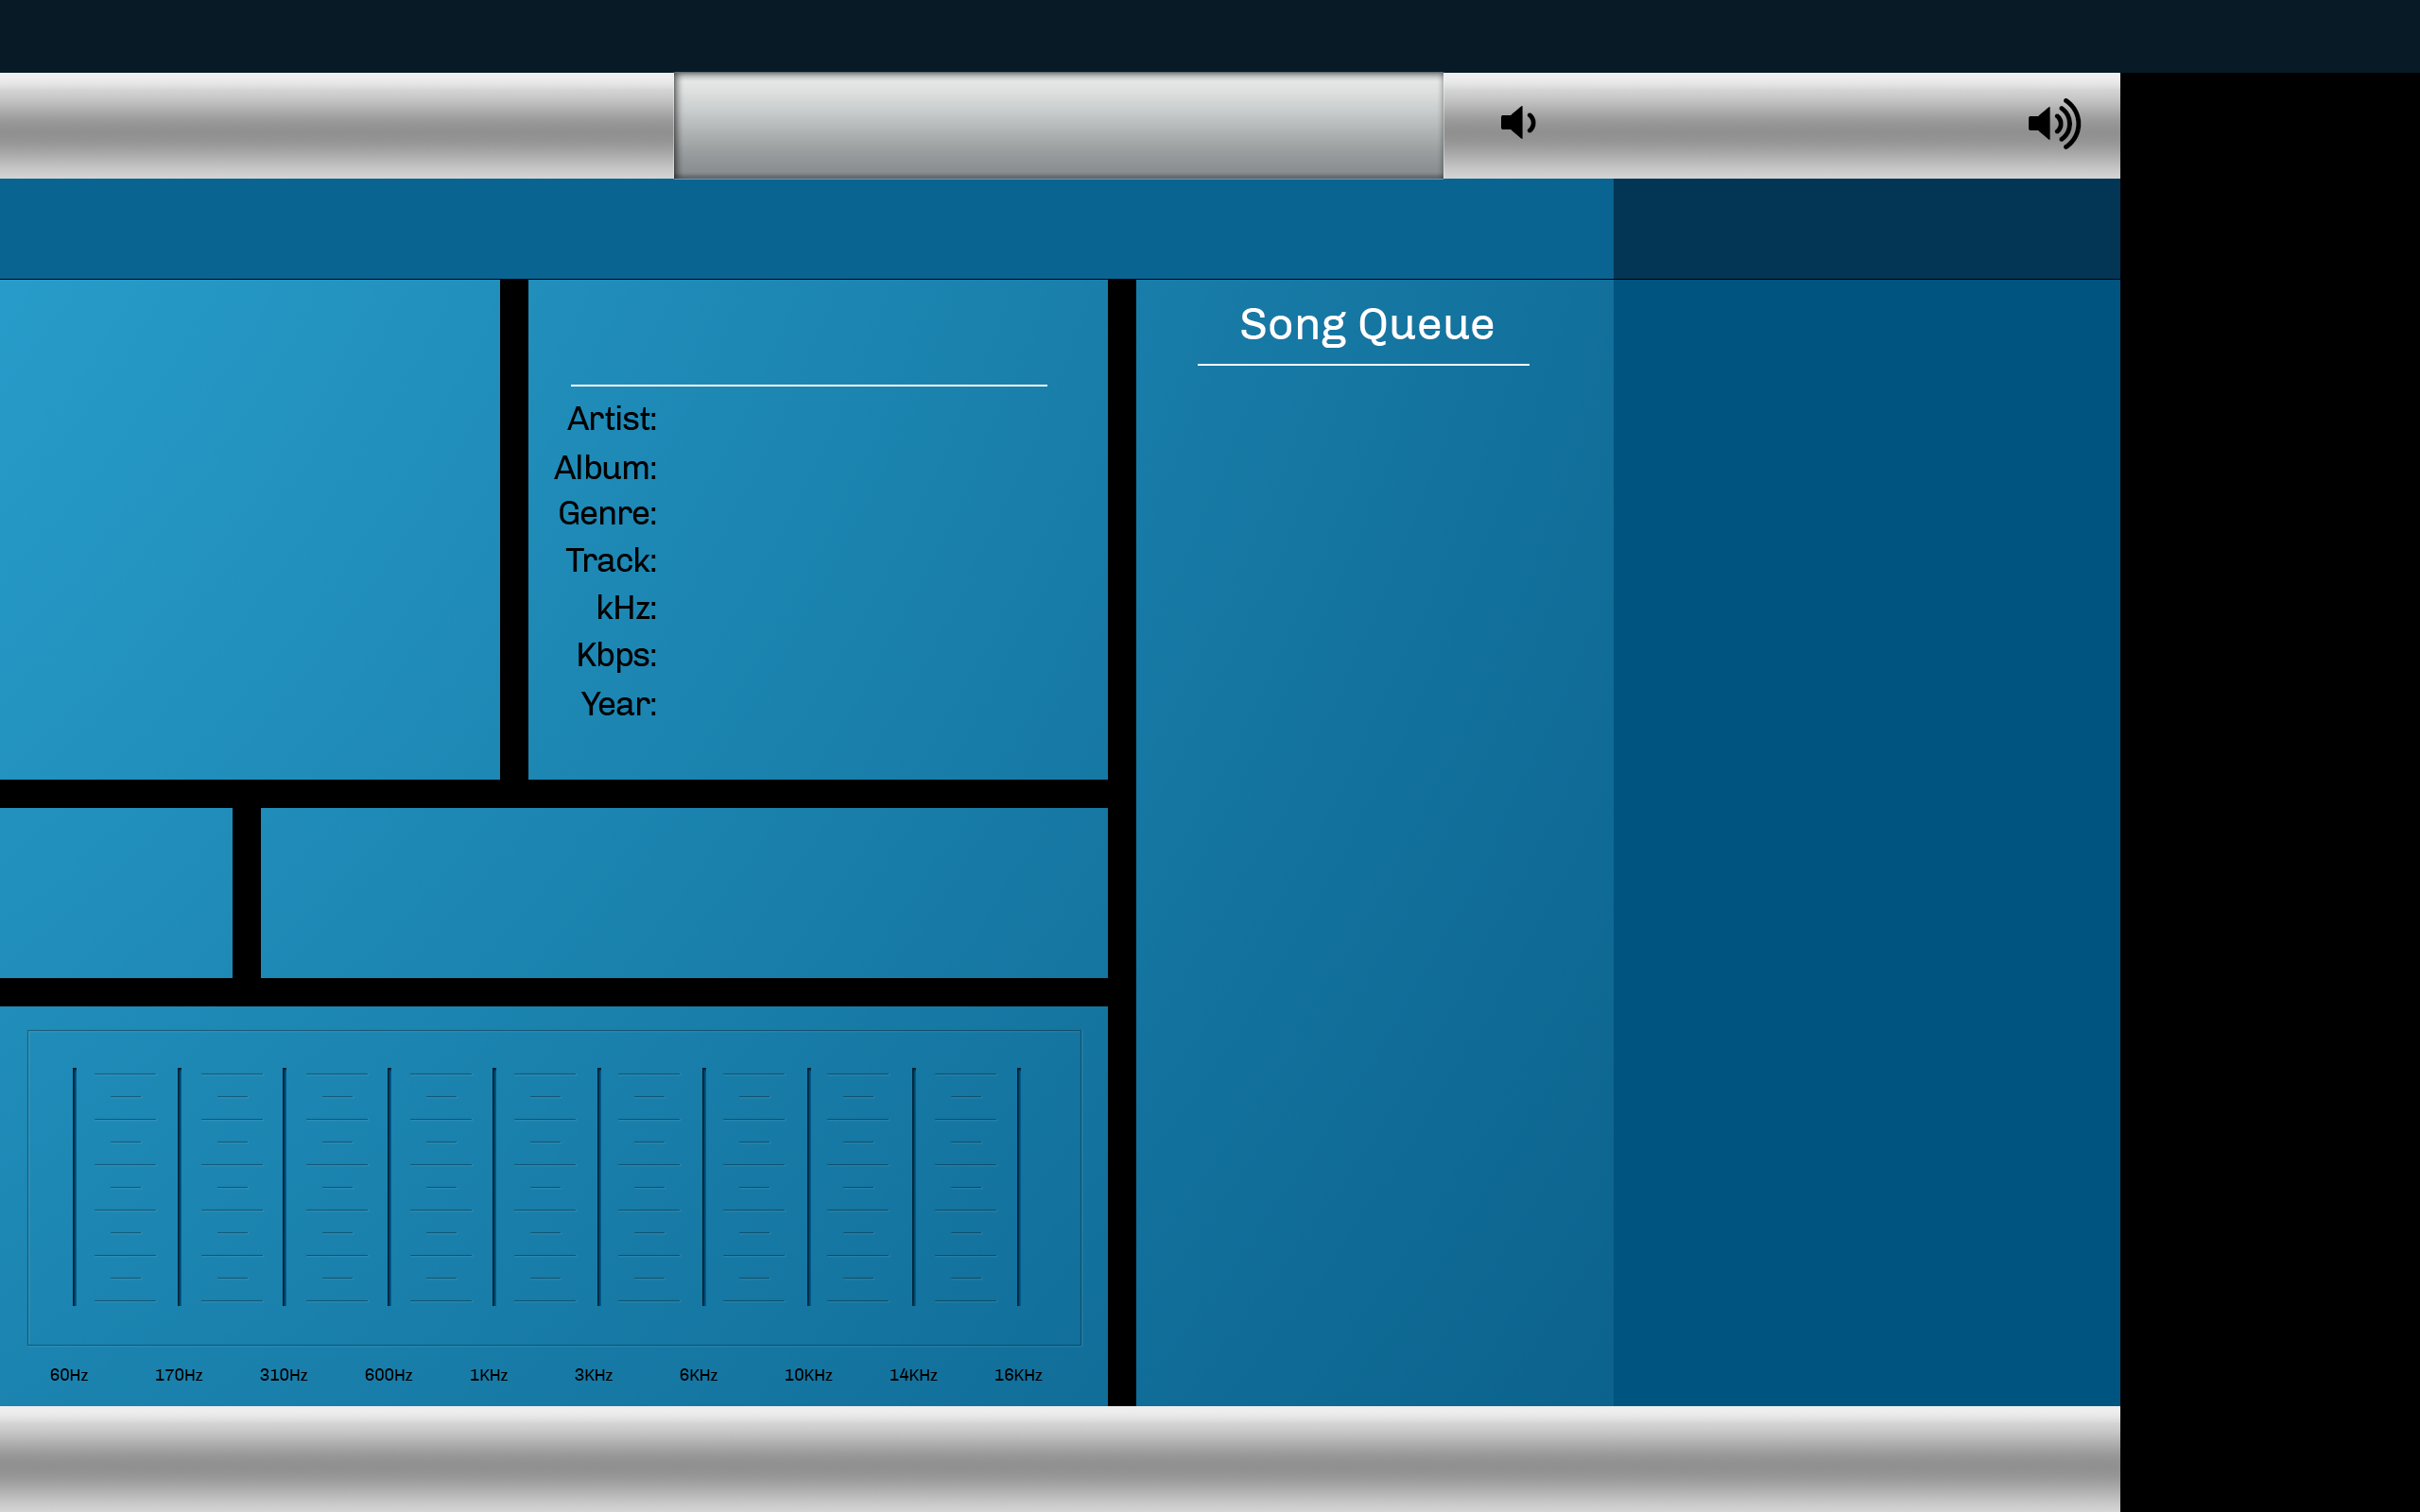 Song Queue
Artist:
Album:
Genre:
Track:
kHz:
Kbps:
Year:
60Hz 170Hz 310Hz 600Hz 1KHz 3KHz 6KHz 10KHz 14KHz 16KHz